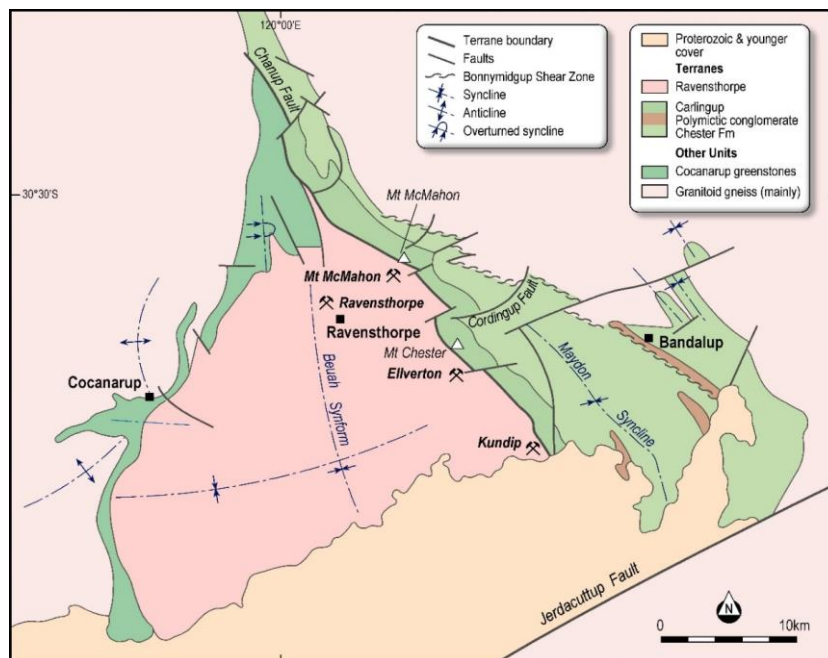 120°00'E
30°30'S
Terrane boundary
Faults
Bonnymidgup Shear Zone
Syncline
Anticline
Overturned syncline
Proterozoic & younger
cover
Terranes
Ravensthorpe
Carlingup
Polymictic conglomerate
Chester Fm
Other Units
Cocanarup greenstones
Granitoid gneiss (mainly)
Chanup Fault
Mt McMahon
Mt McMahon
Ravensthorpe
Ravensthorpe
Cordingup Fault
Mt Chester
Bandalup
Ellverton
Cocanarup
Beuah
Synform
Maydon
Syncline
Kundip
Jerdacuttup Fault
N
0
10km